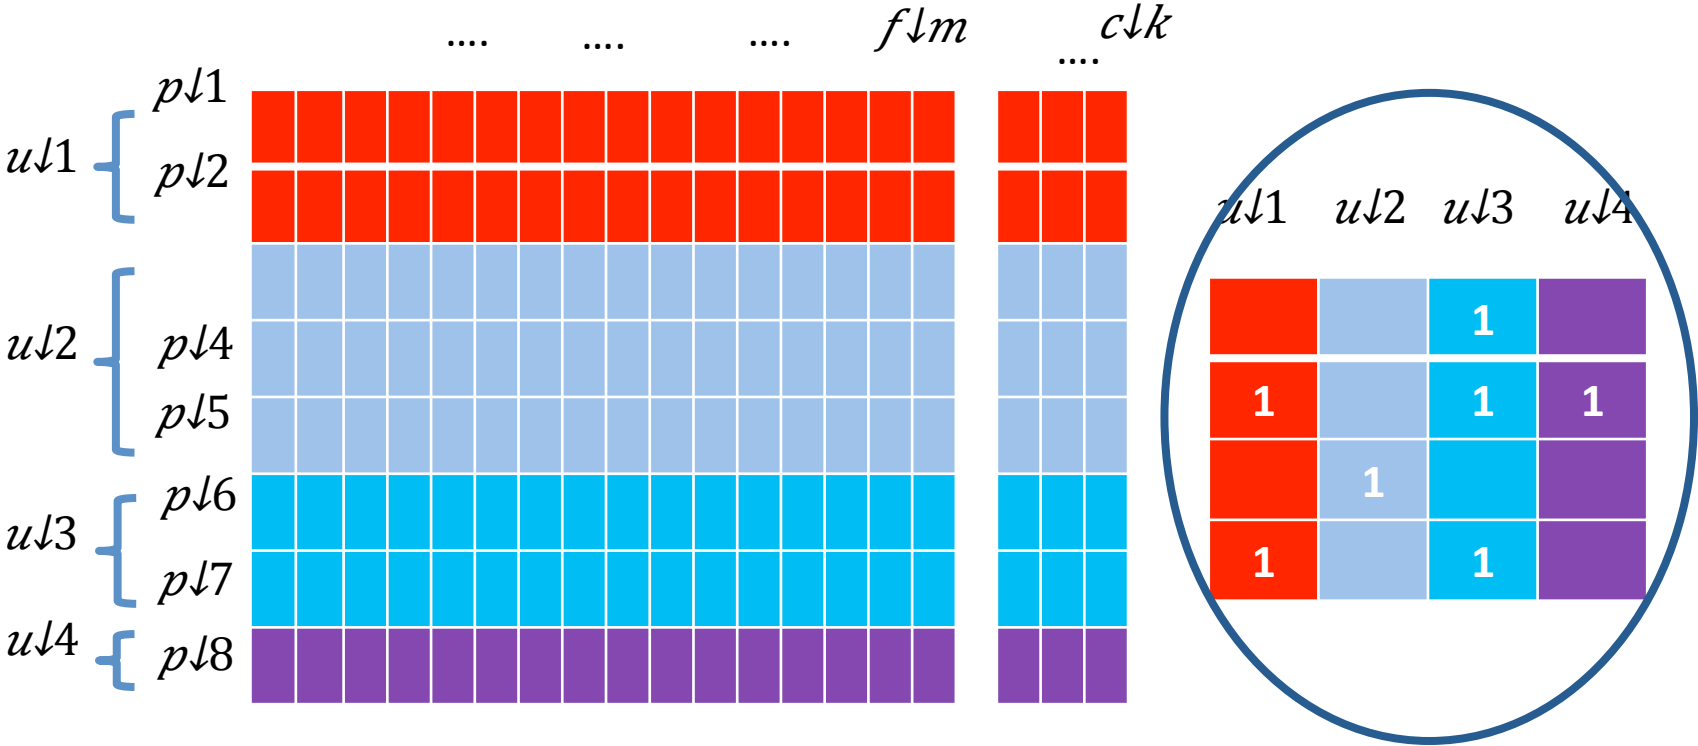 .... .... .... f↓m c↓k
....
p↓1
u↓1
p↓2
u↓1 u↓2 u↓3 u↓4
1
u↓2 p↓4
1 1 1
p↓5
1
p↓6
u↓3
1 1
p↓7
u↓4 p↓8